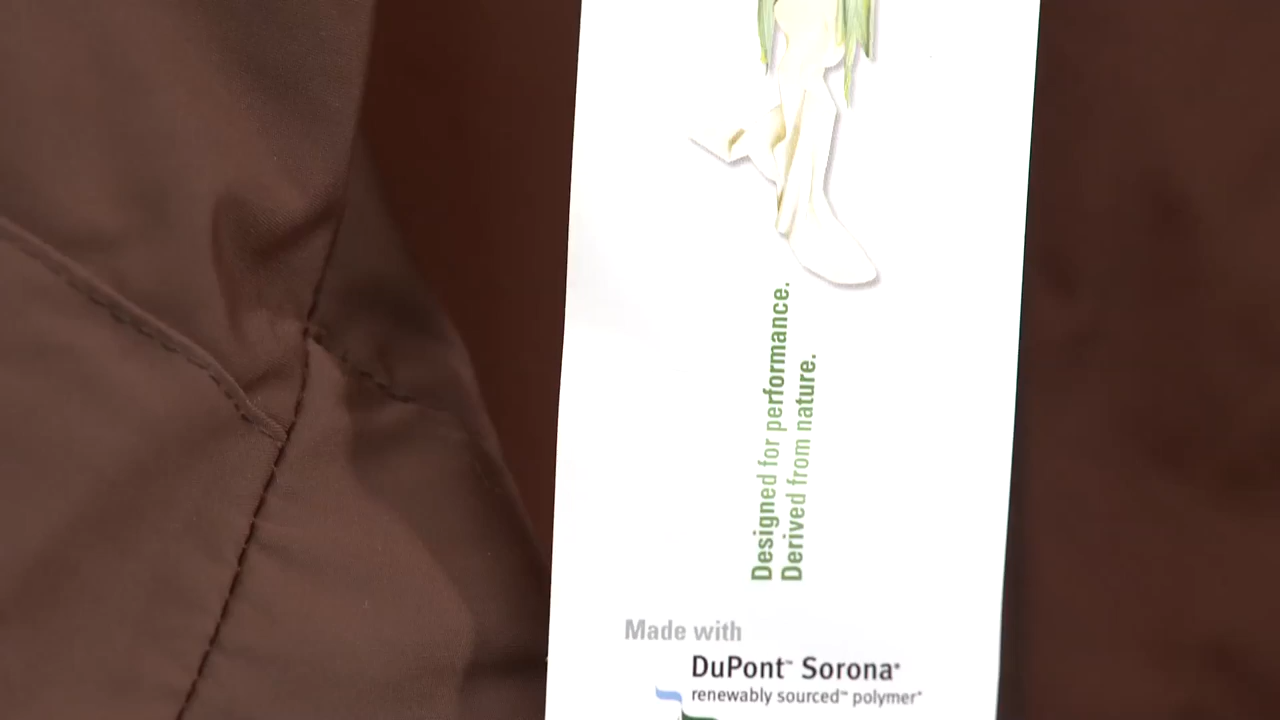 Designed for performance.
Derived from nature.
Made with
DuPont™ Sorona®
renewably sourced™ polymer*